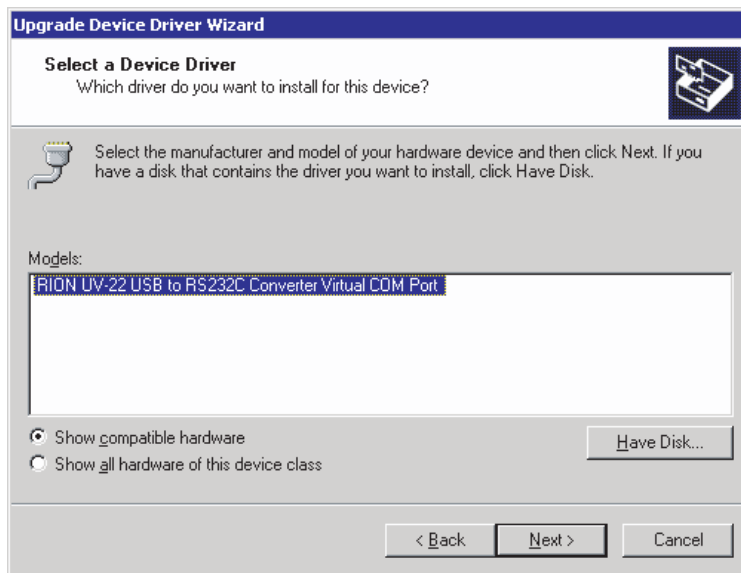 Upgrade Device Driver Wizard
Select a Device Driver
Which driver do you want to install for this device?
Select the manufacturer and model of your hardware device and then click Next. If you
have a disk that contains the driver you want to install, click Have Disk.
Models:
RION UV-22 USB to RS232C Converter Virtual COM Port
Show compatible hardware
Have Disk...
Show all hardware of this device class
< Back
Next >
Cancel